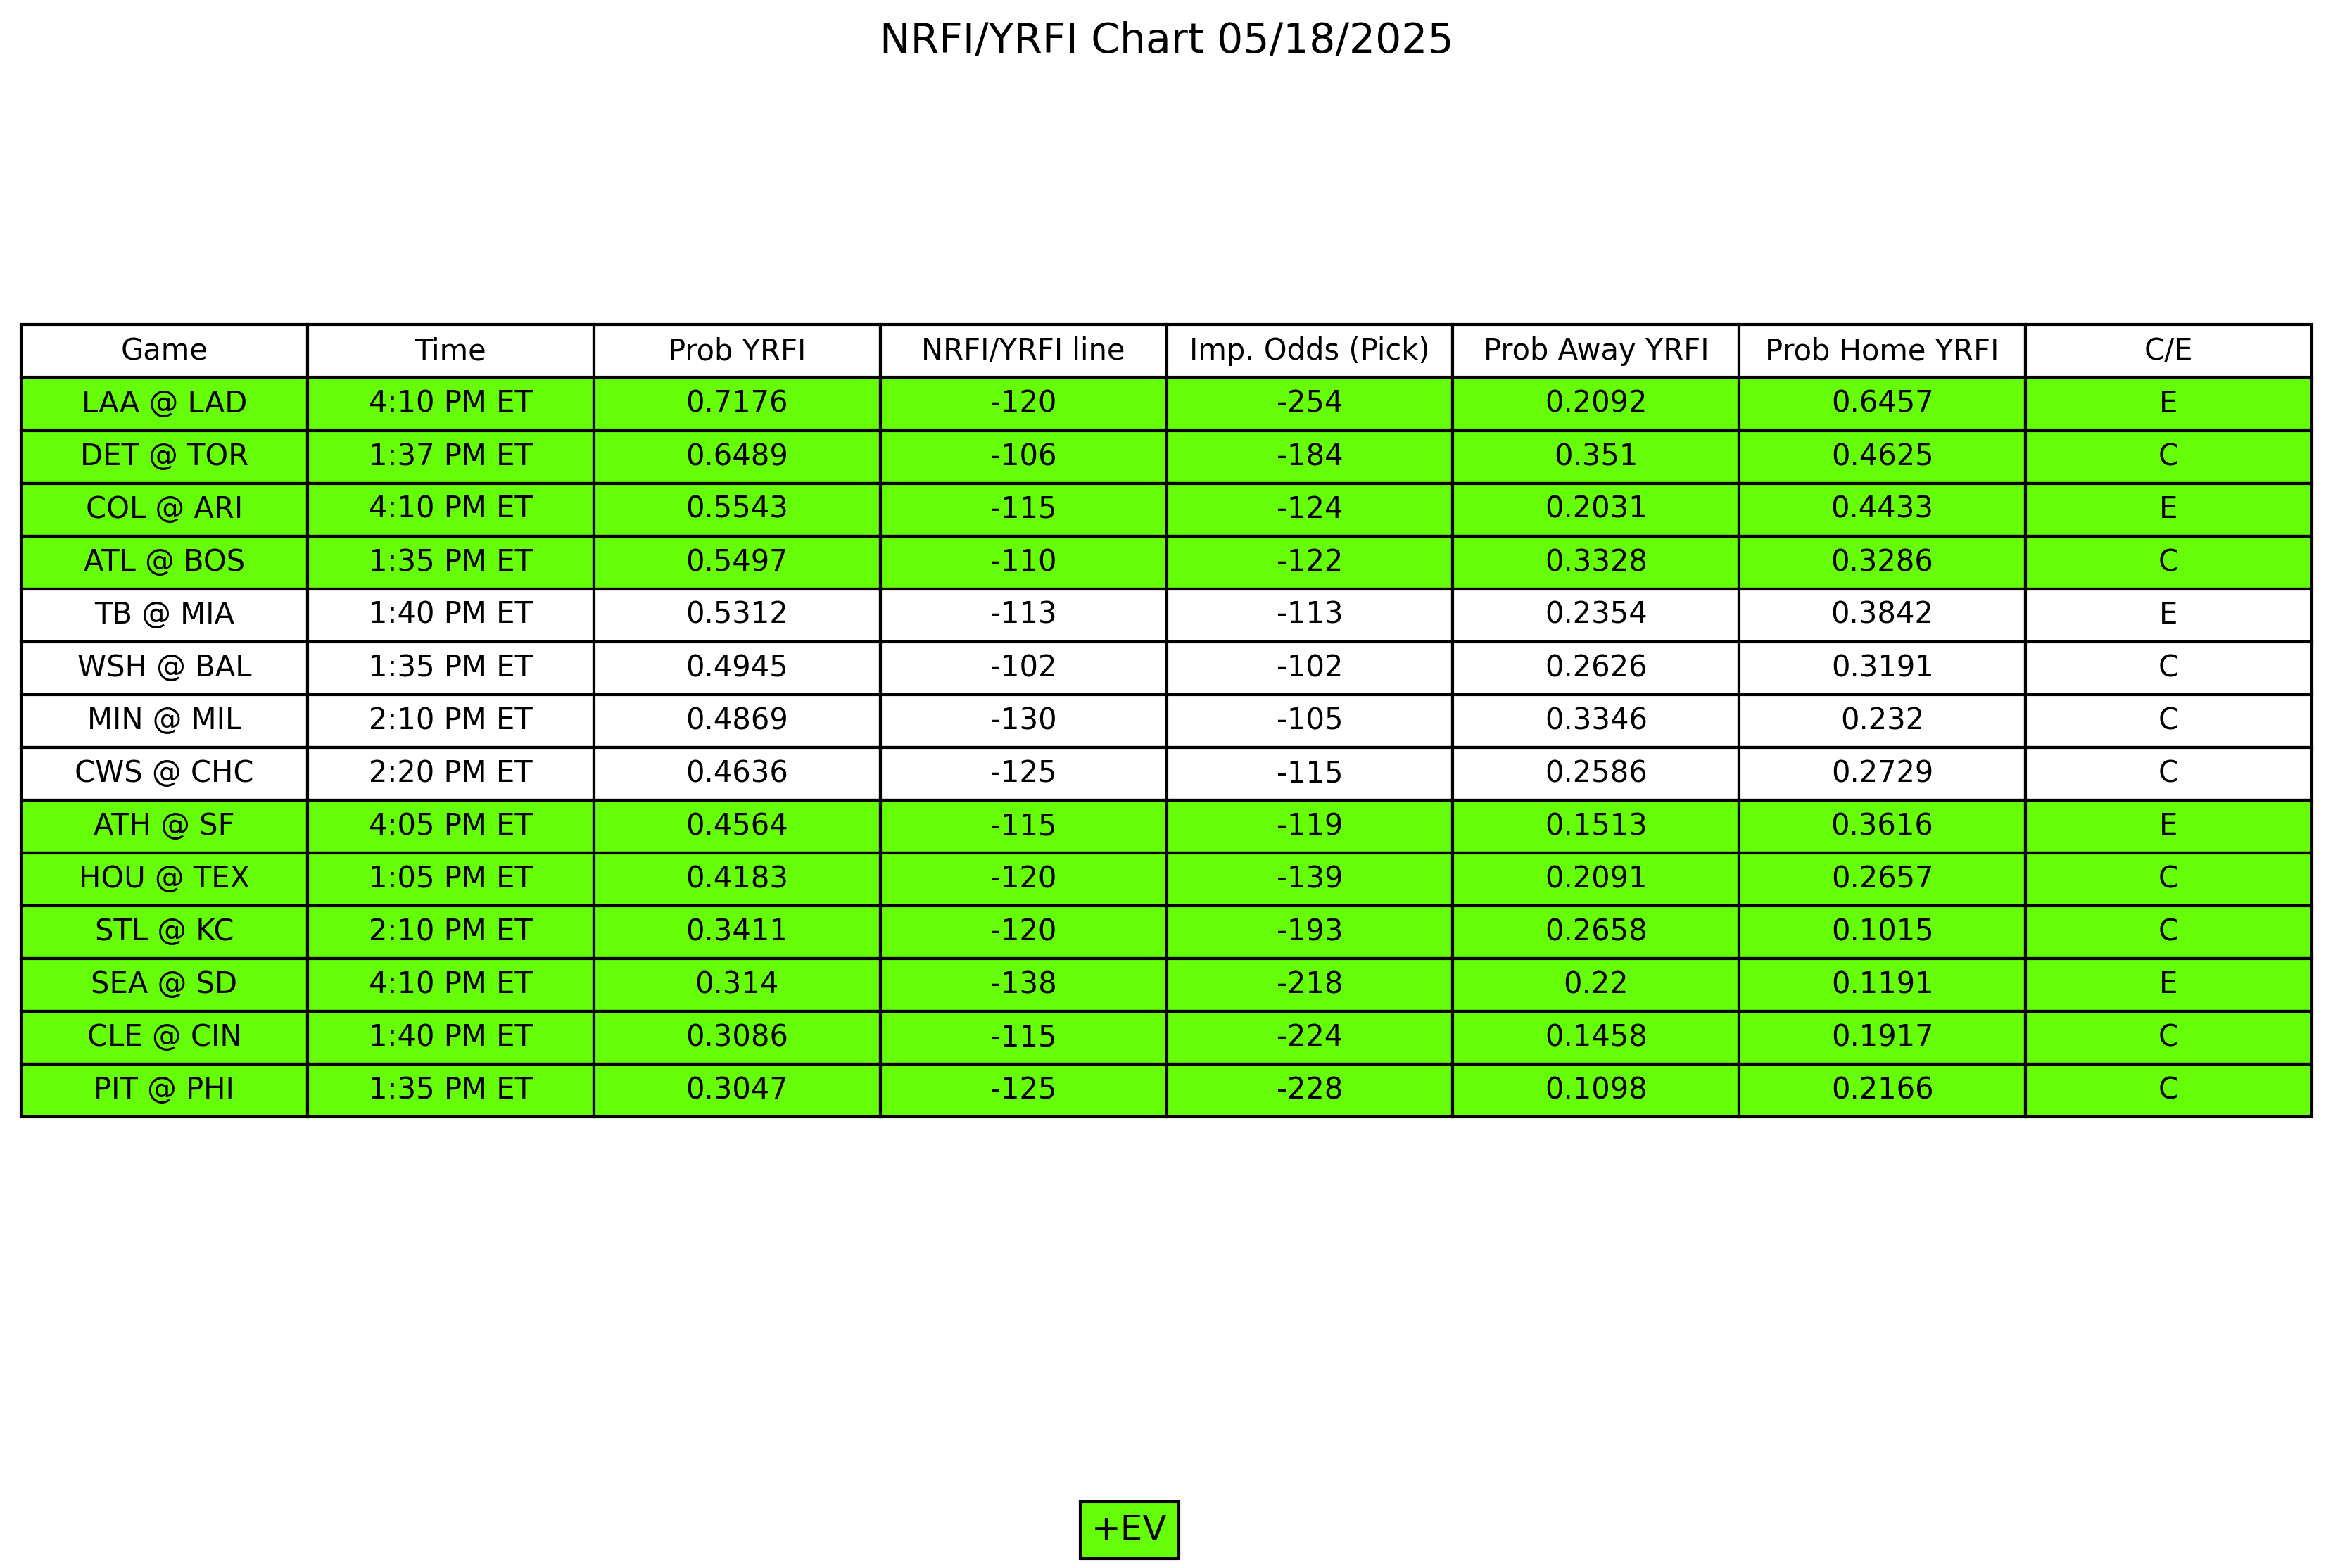 NRFI/YRFI Chart 05/18/2025
Game Time Prob YRFI NRFI/YRFI line Imp. Odds (Pick) Prob Away YRFI Prob Home YRFI C/E
LAA @ LAD 4:10 PM ET 0.7176 -120 -254 0.2092 0.6457 E
DET @ TOR 1:37 PM ET 0.6489 -106 -184 0.351 0.4625 C
COL @ ARI 4:10 PM ET 0.5543 -115 -124 0.2031 0.4433 E
ATL @ BOS 1:35 PM ET 0.5497 -110 -122 0.3328 0.3286 C
TB @ MIA 1:40 PM ET 0.5312 -113 -113 0.2354 0.3842 E
WSH @ BAL 1:35 PM ET 0.4945 -102 -102 0.2626 0.3191 C
MIN @ MIL 2:10 PM ET 0.4869 -130 -105 0.3346 0.232 C
CWS @ CHC 2:20 PM ET 0.4636 -125 -115 0.2586 0.2729 C
ATH @ SF 4:05 PM ET 0.4564 -115 -119 0.1513 0.3616 E
HOU @ TEX 1:05 PM ET 0.4183 -120 -139 0.2091 0.2657 C
STL @ KC 2:10 PM ET 0.3411 -120 -193 0.2658 0.1015 C
SEA @ SD 4:10 PM ET 0.314 -138 -218 0.22 0.1191 E
CLE @ CIN 1:40 PM ET 0.3086 -115 -224 0.1458 0.1917 C
PIT @ PHI 1:35 PM ET 0.3047 -125 -228 0.1098 0.2166 C
+EV